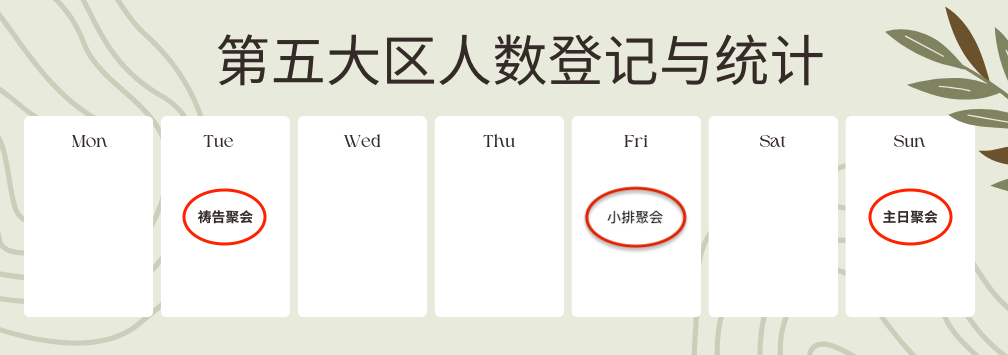 第五大区人数登记与统计
Mon
Tue
Wed
Thu
Fri
Sat
Sun
祷告聚会
小排聚会
主日聚会